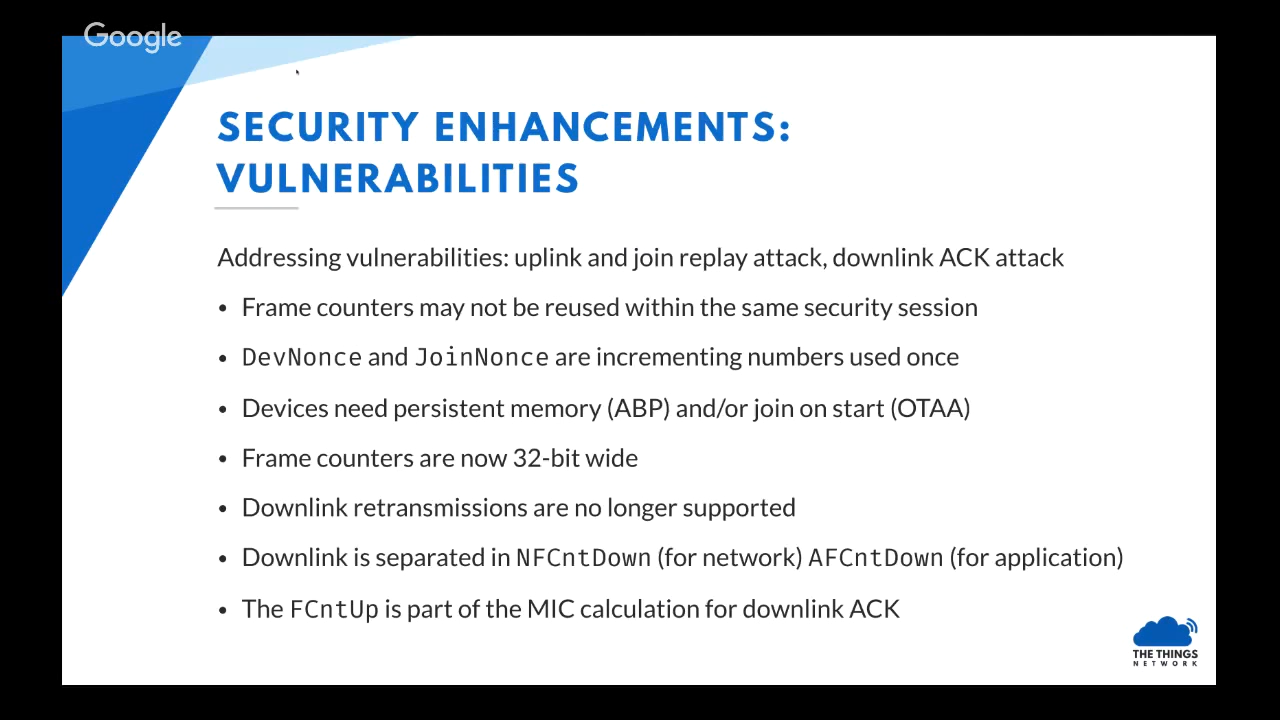 Google
SECURITY ENHANCEMENTS:
VULNERABILITIES
Addressing vulnerabilities: uplink and join replay attack, downlink ACK attack
• Frame counters may not be reused within the same security session
• DevNonce and JoinNonce are incrementing numbers used once
• Devices need persistent memory (ABP) and/or join on start (OTAA)
• Frame counters are now 32-bit wide
• Downlink retransmissions are no longer supported
• Downlink is separated in NFCntDown (for network) AFCntDown (for application)
• The FCntUp is part of the MIC calculation for downlink ACK
THE THINGS
NETWORK